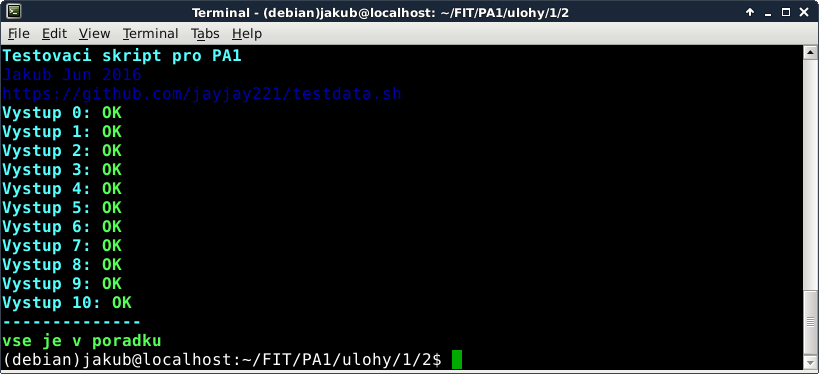 Terminal - (debian)jakub@localhost: ~/FIT/PA1/ulohy/1/2
File Edit View Terminal Tabs Help
Testovaci skript pro PA1
Jakub Jun 2016
https://github.com/jayjay221/testdata.sh
Vystup 0: OK
Vystup 1: OK
Vystup 2: OK
Vystup 3: OK
Vystup 4: OK
Vystup 5: OK
Vystup 6: OK
Vystup 7: OK
Vystup 8: OK
Vystup 9: OK
Vystup 10: OK
--------------
vse je v poradku
(debian)jakub@localhost:~/FIT/PA1/ulohy/1/2$